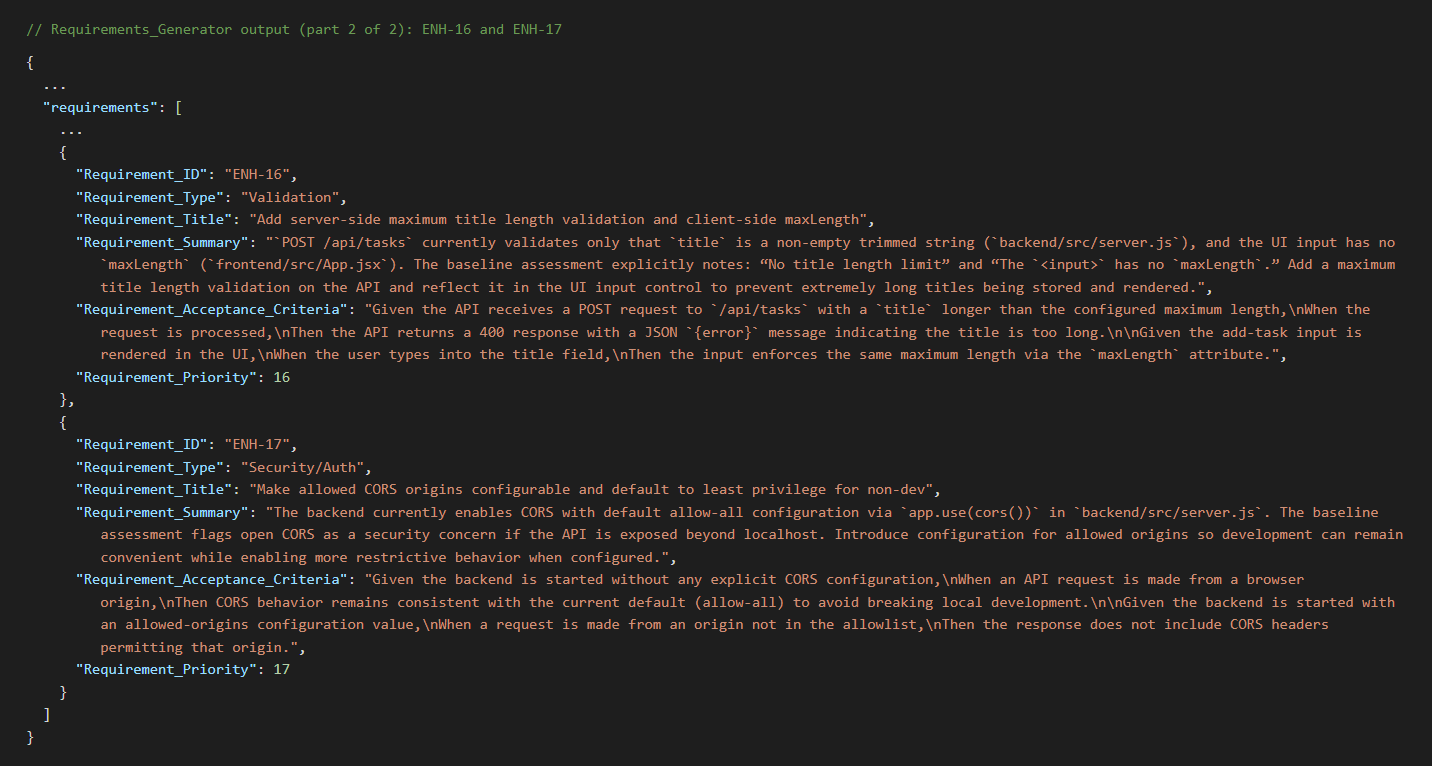 // Requirements_Generator output (part 2 of 2): ENH-16 and ENH-17
{
...
"requirements": [
...
{
"Requirement_ID": "ENH-16",
"Requirement_Type": "Validation",
"Requirement_Title": "Add server-side maximum title length validation and client-side maxLength",
"Requirement_Summary": "`POST /api/tasks` currently validates only that `title` is a non-empty trimmed string (`backend/src/server.js`), and the UI input has no
`maxLength` (`frontend/src/App.jsx`). The baseline assessment explicitly notes: “No title length limit” and “The `<input>` has no `maxLength`.” Add a maximum
title length validation on the API and reflect it in the UI input control to prevent extremely long titles being stored and rendered.",
"Requirement_Acceptance_Criteria": "Given the API receives a POST request to `/api/tasks` with a `title` longer than the configured maximum length,\nWhen the
request is processed,\nThen the API returns a 400 response with a JSON `{error}` message indicating the title is too long.\n\nGiven the add-task input is
rendered in the UI,\nWhen the user types into the title field,\nThen the input enforces the same maximum length via the `maxLength` attribute.",
"Requirement_Priority": 16
},
{
"Requirement_ID": "ENH-17",
"Requirement_Type": "Security/Auth",
"Requirement_Title": "Make allowed CORS origins configurable and default to least privilege for non-dev",
"Requirement_Summary": "The backend currently enables CORS with default allow-all configuration via `app.use(cors())` in `backend/src/server.js`. The baseline
assessment flags open CORS as a security concern if the API is exposed beyond localhost. Introduce configuration for allowed origins so development can remain
convenient while enabling more restrictive behavior when configured.",
"Requirement_Acceptance_Criteria": "Given the backend is started without any explicit CORS configuration,\nWhen an API request is made from a browser
origin,\nThen CORS behavior remains consistent with the current default (allow-all) to avoid breaking local development.\n\nGiven the backend is started with
an allowed-origins configuration value,\nWhen a request is made from an origin not in the allowlist,\nThen the response does not include CORS headers
permitting that origin.",
"Requirement_Priority": 17
}
]
}